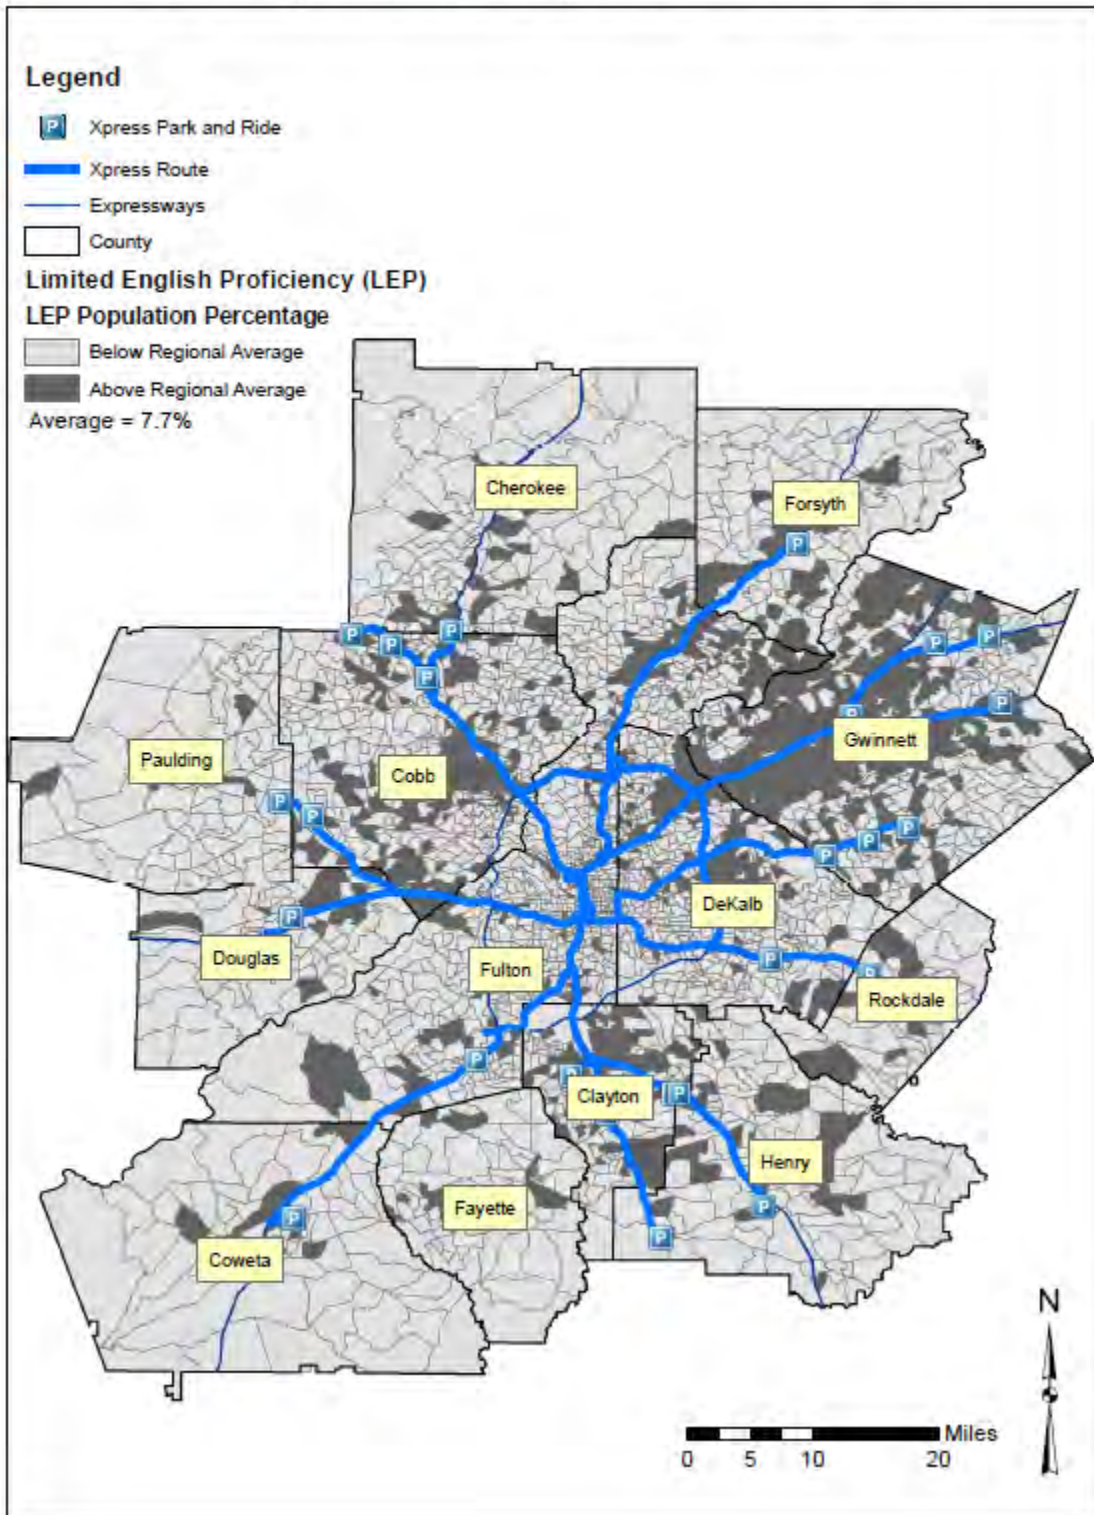 Legend
P Xpress Park and Ride
Xpress Route
Expressways
County
Limited English Proficiency (LEP)
LEP Population Percentage
Below Regional Average
Above Regional Average
Average = 7.7%
Cherokee
Forsyth
P
P
P
P
P
P
P
P
P
P
Gwinnett
Paulding
Cobb
P
P
P
P
P
DeKalb
P
Douglas
P
Fulton
P
Rockdale
P
P
Clayton
P
Henry
Fayette
P
P
P
Coweta
N
Miles
0 5 10 20